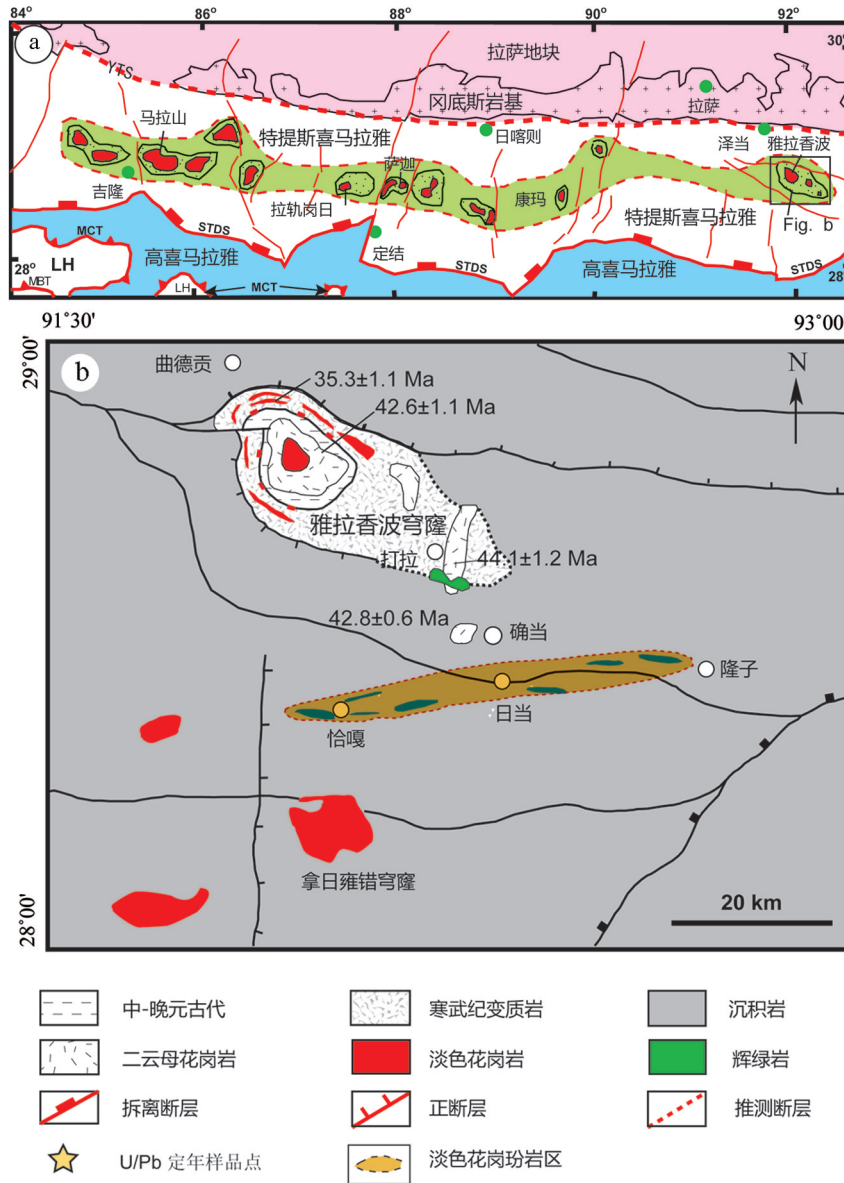 84° 86° 88° 90° 92°
a
30°
拉萨地块
YTS
冈底斯岩基
拉萨
马拉山
特提斯喜马拉雅
日喀则
泽当
雅拉香波
萨迦
吉隆
拉轨岗日
康玛
特提斯喜马拉雅
Fig. b
MCT
STDS
定结
28°
LH
高喜马拉雅
STDS
高喜马拉雅
STDS
MBT
LH
MCT
28°
91°30' 93°00'
29°00'
b
曲德贡
N
35.3±1.1 Ma
42.6±1.1 Ma
雅拉香波穹隆
打拉
44.1±1.2 Ma
42.8±0.6 Ma
确当
隆子
日当
恰嘎
拿日雍错穹隆
20 km
28°00'
中-晚元古代
寒武纪变质岩
沉积岩
二云母花岗岩
淡色花岗岩
辉绿岩
拆离断层
正断层
推测断层
U/Pb 定年样品点
淡色花岗玢岩区